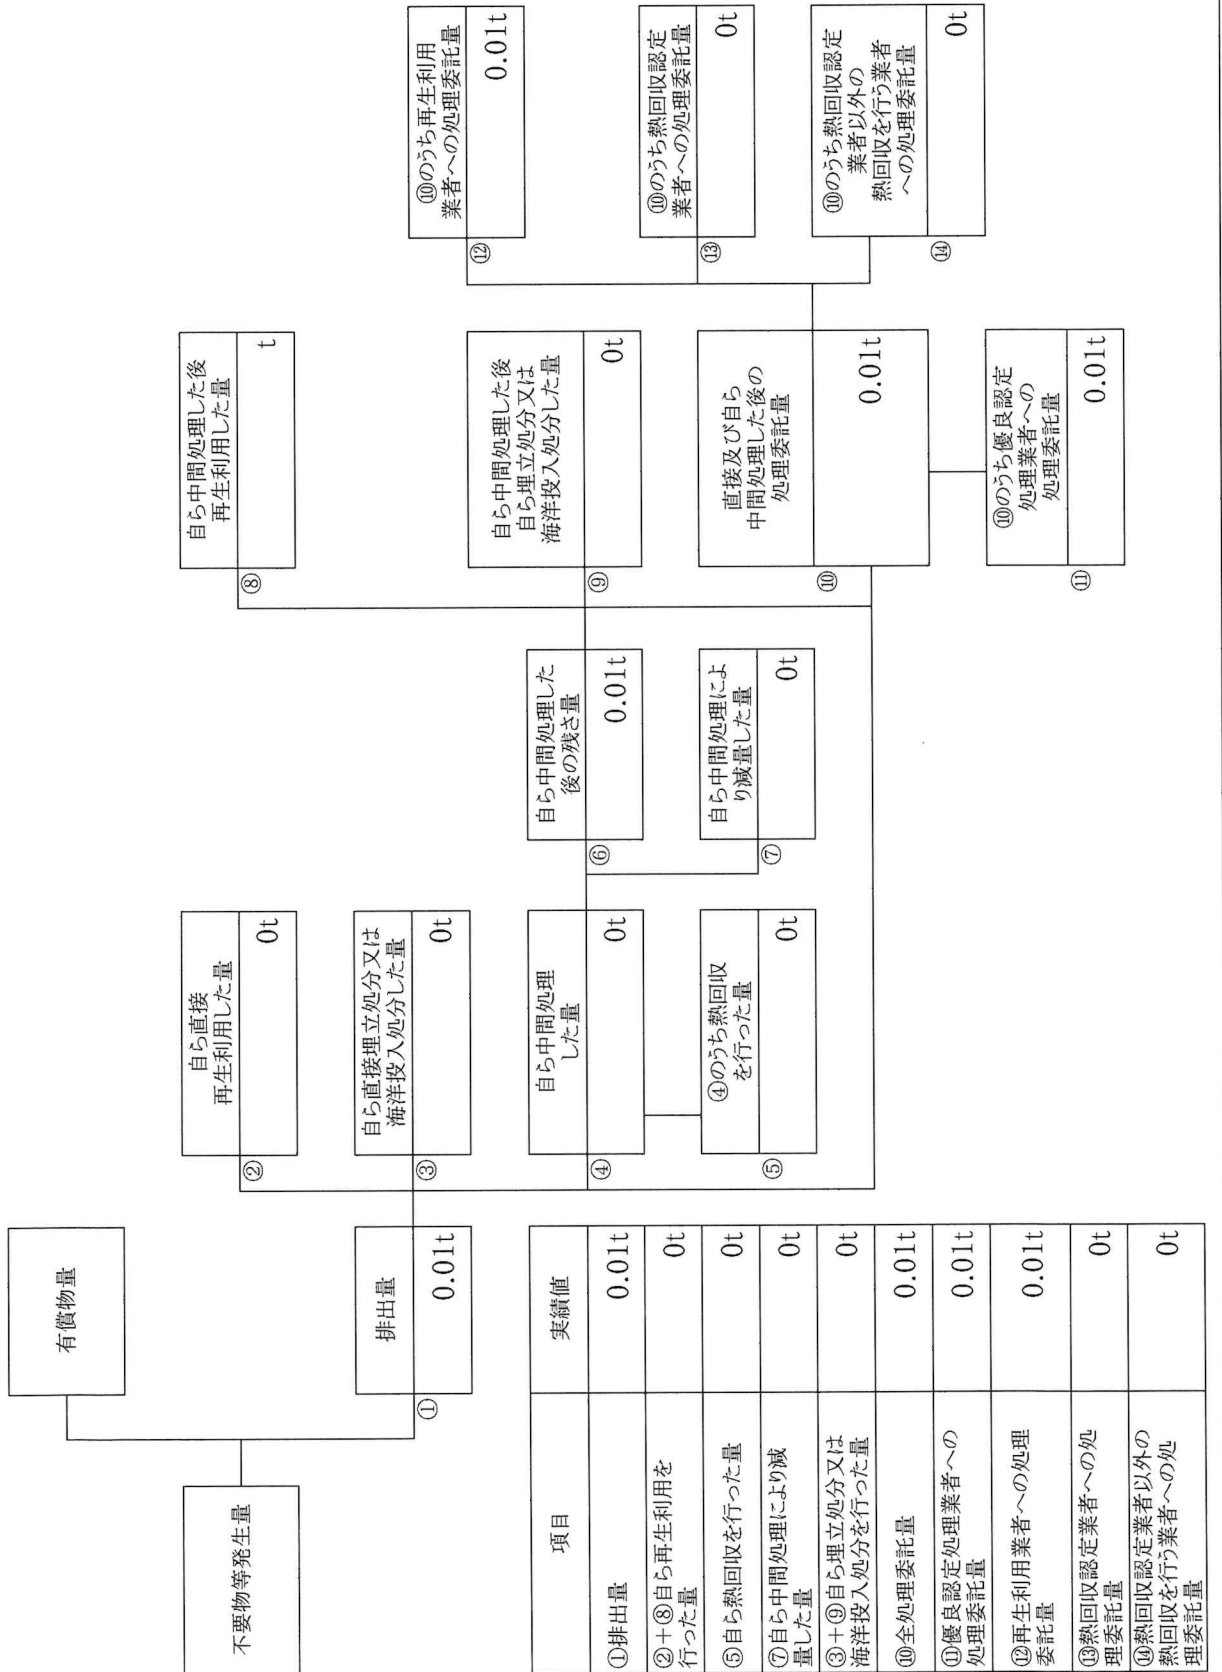 有償物量
不要物等発生量
排出量
①
0.01t
自ら直接
再生利用した量
②
0t
自ら直接埋立処分又は
海洋投入処分した量
③
0t
自ら中間処理
した量
④
0t
④のうち熱回収
を行った量
⑤
0t
自ら中間処理した
後の残さ量
⑥
0.01t
自ら中間処理によ
り減量した量
⑦
0t
自ら中間処理した後
再生利用した量
⑧
t
自ら中間処理した後
自ら埋立処分又は
海洋投入処分した量
⑨
0t
直接及び自ら
中間処理した後の
処理委託量
⑩
0.01t
⑩のうち優良認定
処理業者への
処理委託量
⑪
0.01t
⑩のうち再生利用
業者への処理委託量
⑫
0.01t
⑩のうち熱回収認定
業者への処理委託量
⑬
0t
⑩のうち熱回収認定
業者以外の
熱回収を行う業者
への処理委託量
⑭
0t
項目
実績値
①排出量
0.01t
②+⑧自ら再生利用を
行った量
0t
⑤自ら熱回収を行った量
0t
⑦自ら中間処理により減
量した量
0t
③+⑨自ら埋立処分又は
海洋投入処分を行った量
0t
⑩全処理委託量
0.01t
⑪優良認定処理業者への
処理委託量
0.01t
⑫再生利用業者への処理
委託量
0.01t
⑬熱回収認定業者への処
理委託量
0t
⑭熱回収認定業者以外の
熱回収を行う業者への処
理委託量
0t